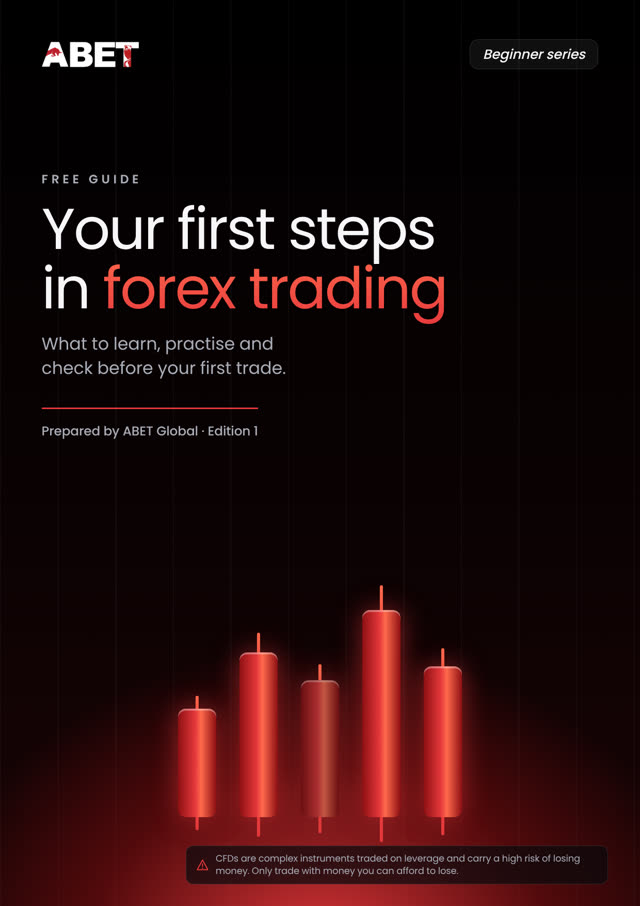 ABET
Beginner series
FREE GUIDE
Your first steps
in forex trading
What to learn, practise and
check before your first trade.
Prepared by ABET Global · Edition 1
CFDs are complex instruments traded on leverage and carry a high risk of losing
money. Only trade with money you can afford to lose.